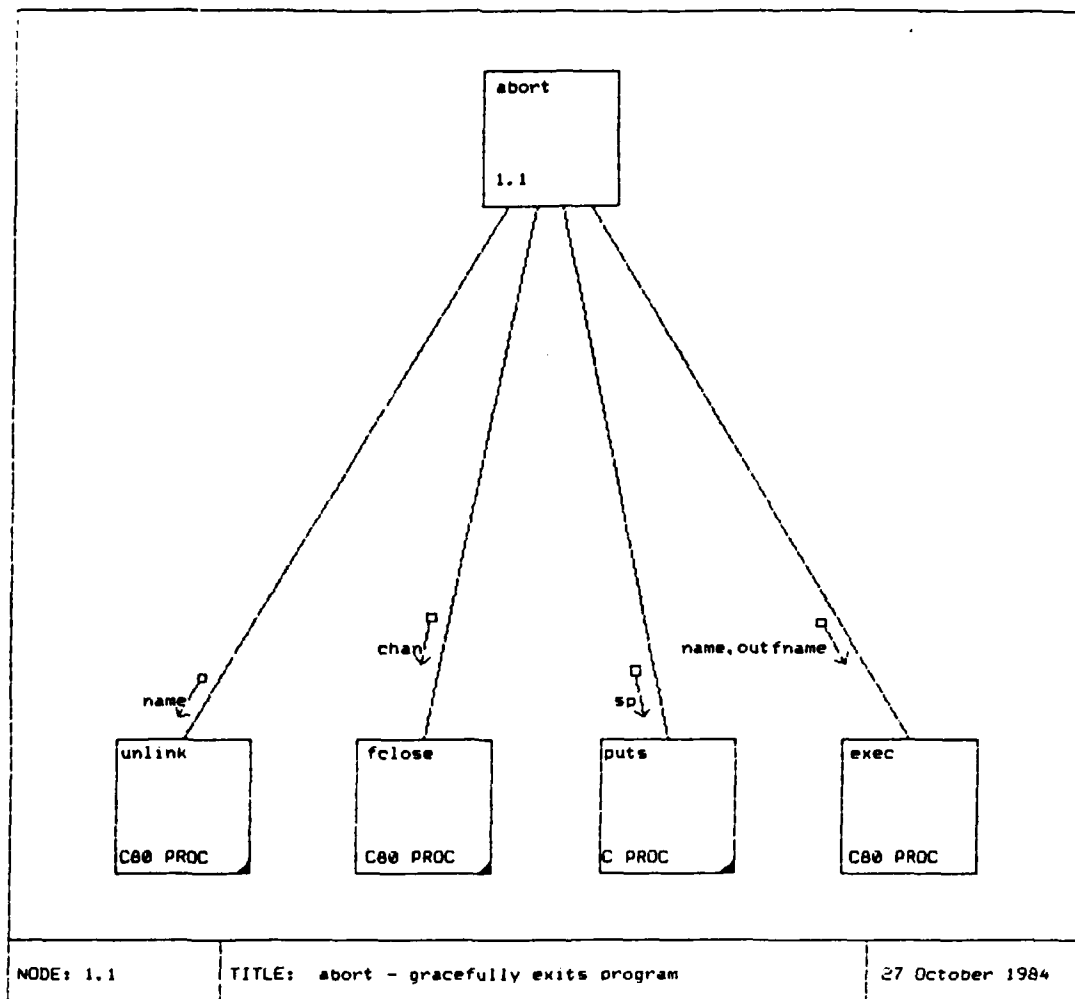 abort
1.1
chan
name,outfname
name
sp
unlink
fclose
puts
exec
C80 PROC
C80 PROC
C PROC
C80 PROC
NODE: 1.1
TITLE: abort - gracefully exits program
27 October 1984